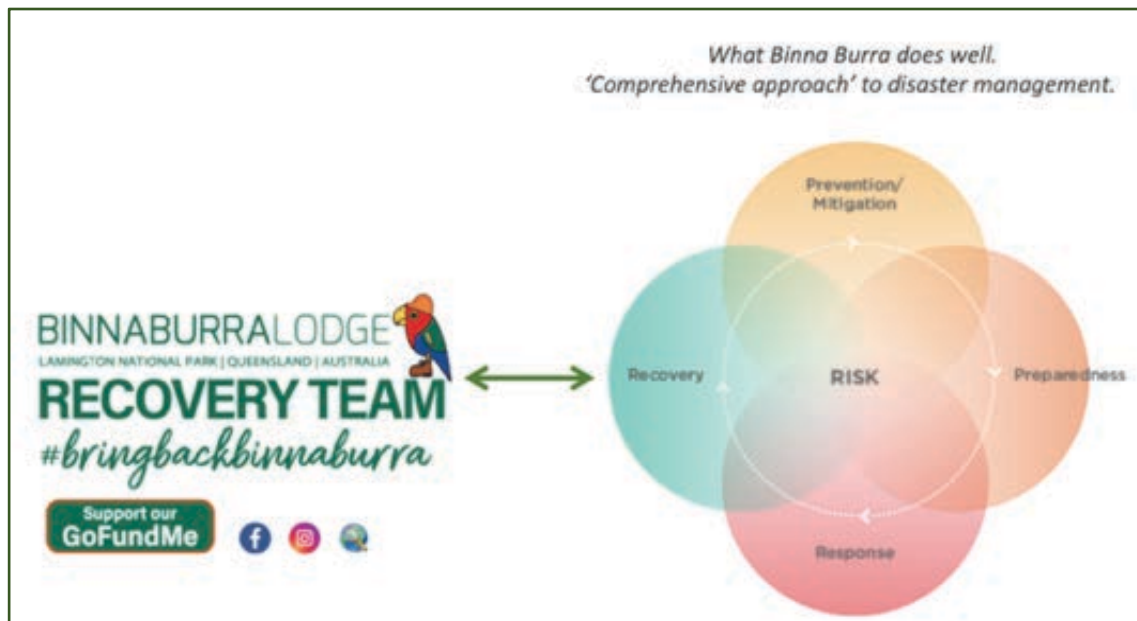 What Binna Burra does well.
‘Comprehensive approach’ to disaster management.
Prevention/
Mitigation
Recovery
RISK
Preparedness
Response
BINNABURRALODGE
LAMINGTON NATIONAL PARK | QUEENSLAND | AUSTRALIA
RECOVERY TEAM
#bringbackbinnaburra
Support our
GoFundMe